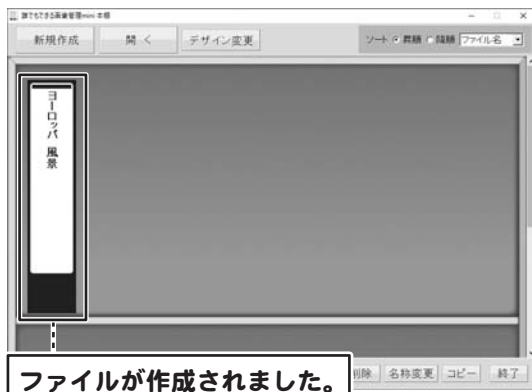 誰でもできる画像管理mini 本棚
新規作成 開く デザイン変更 ソート 昇順 降順 ファイル名
ヨーロッパ 風景
削除 名称変更 コピー 終了
ファイルが作成されました。